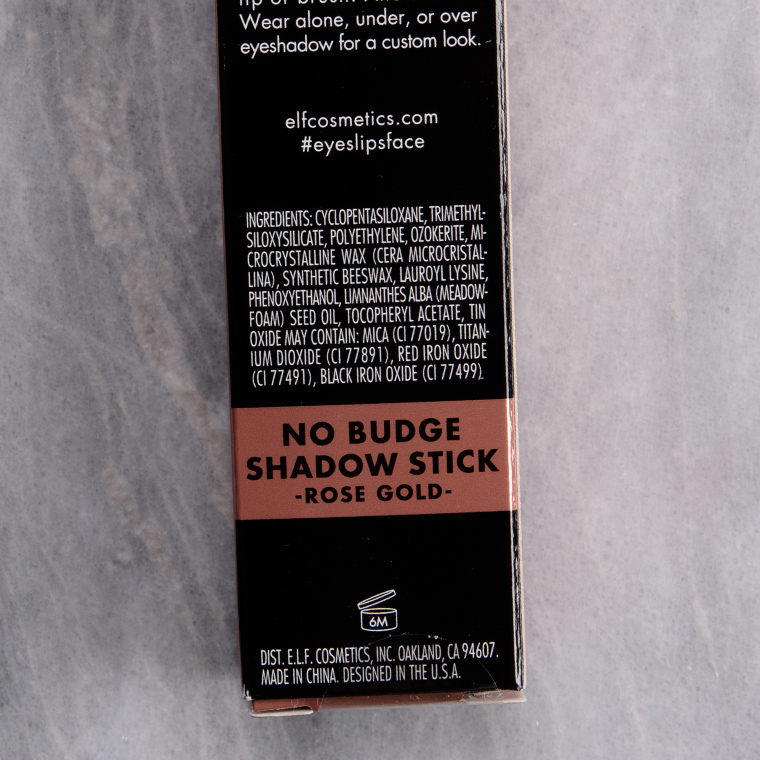 Wear alone, under, or over
eyeshadow for a custom look.
elfcosmetics.com
#eyeslipsface
INGREDIENTS: CYCLOPENTASILOXANE, TRIMETHYL-
SILOXYSILICATE, POLYETHYLENE, OZOKERITE, MI-
CROCRYSTALLINE WAX (CERA MICROCRISTAL-
LINA), SYNTHETIC BEESWAX, LAUROYL LYSINE,
PHENOXYETHANOL, LIMNANTHES ALBA (MEADOW-
FOAM) SEED OIL, TOCOPHERYL ACETATE, TIN
OXIDE MAY CONTAIN: MICA (CI 77019), TITAN-
IUM DIOXIDE (CI 77891), RED IRON OXIDE
(CI 77491), BLACK IRON OXIDE (CI 77499).
NO BUDGE
SHADOW STICK
-ROSE GOLD-
6M
DIST. E.L.F. COSMETICS, INC. OAKLAND, CA 94607.
MADE IN CHINA. DESIGNED IN THE U.S.A.